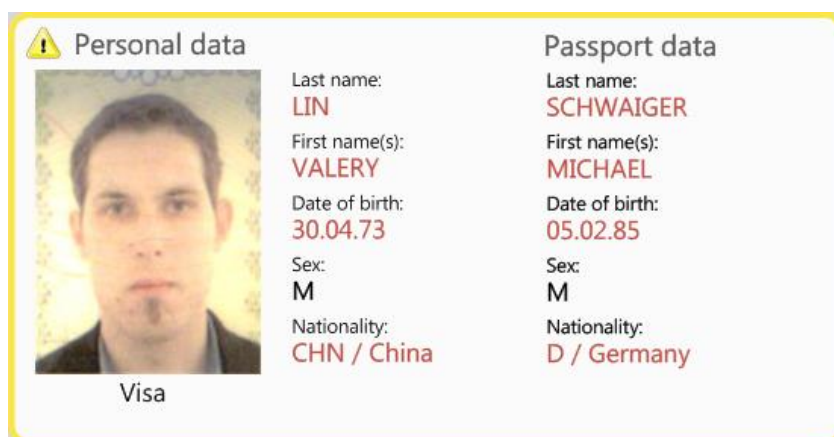 Personal data
Last name:
LIN
First name(s):
VALERY
Date of birth:
30.04.73
Sex:
M
Nationality:
CHN / China
Visa
Passport data
Last name:
SCHWAIGER
First name(s):
MICHAEL
Date of birth:
05.02.85
Sex:
M
Nationality:
D / Germany